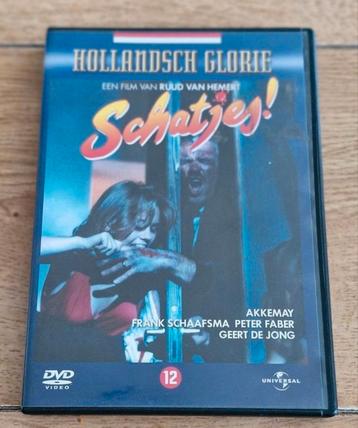 HOLLANDSCH GLORIE
EEN FILM VAN RUUD VAN HEMERT
Schatjes!
AKKEMAY
FRANK SCHAAFSMA PETER FABER
GEERT DE JONG
DVD
VIDEO
12
UNIVERSAL